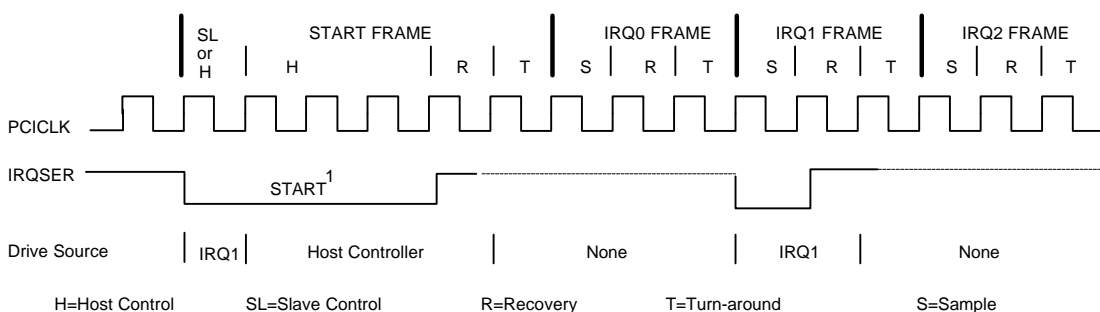 SL or H
START FRAME
IRQ0 FRAME
IRQ1 FRAME
IRQ2 FRAME
H R T S R T S R T S R T
PCICLK
IRQSER
START1
Drive Source IRQ1 Host Controller None IRQ1 None
H=Host Control SL=Slave Control R=Recovery T=Turn-around S=Sample